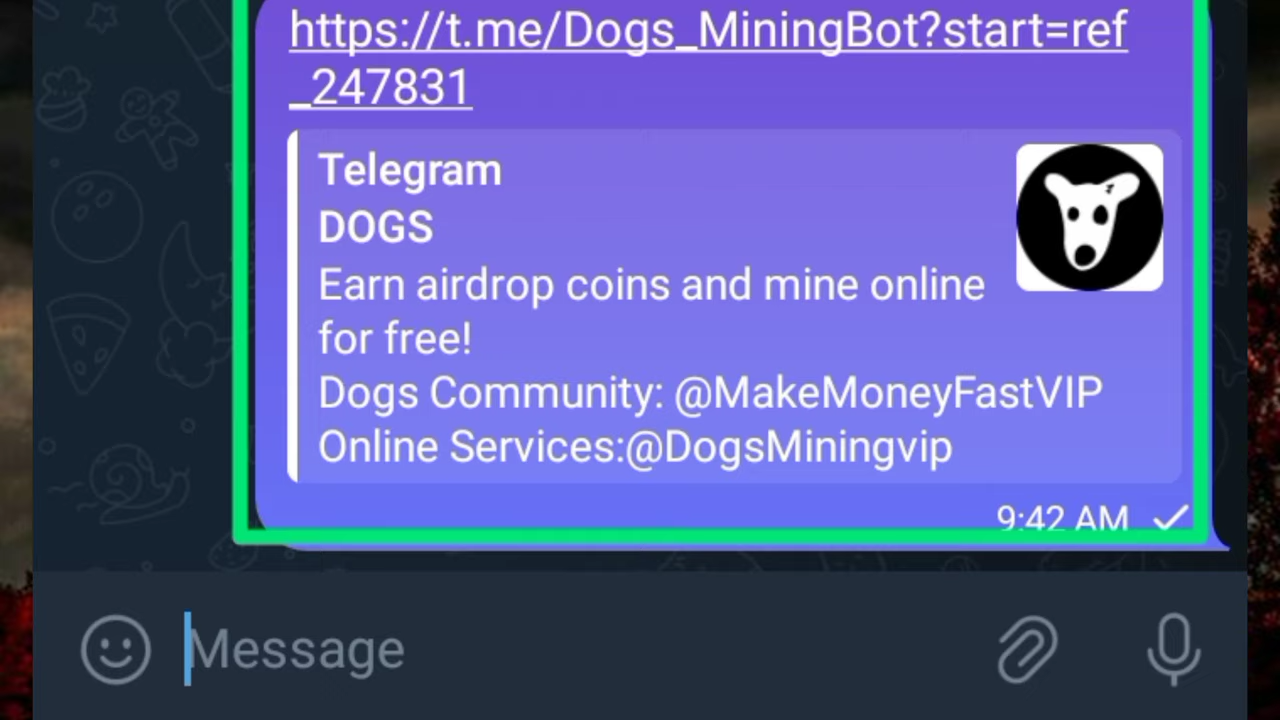 https://t.me/Dogs_MiningBot?start=ref
_247831
Telegram
DOGS
Earn airdrop coins and mine online
for free!
Dogs Community: @MakeMoneyFastVIP
Online Services:@DogsMiningvip
9:42 AM
Message